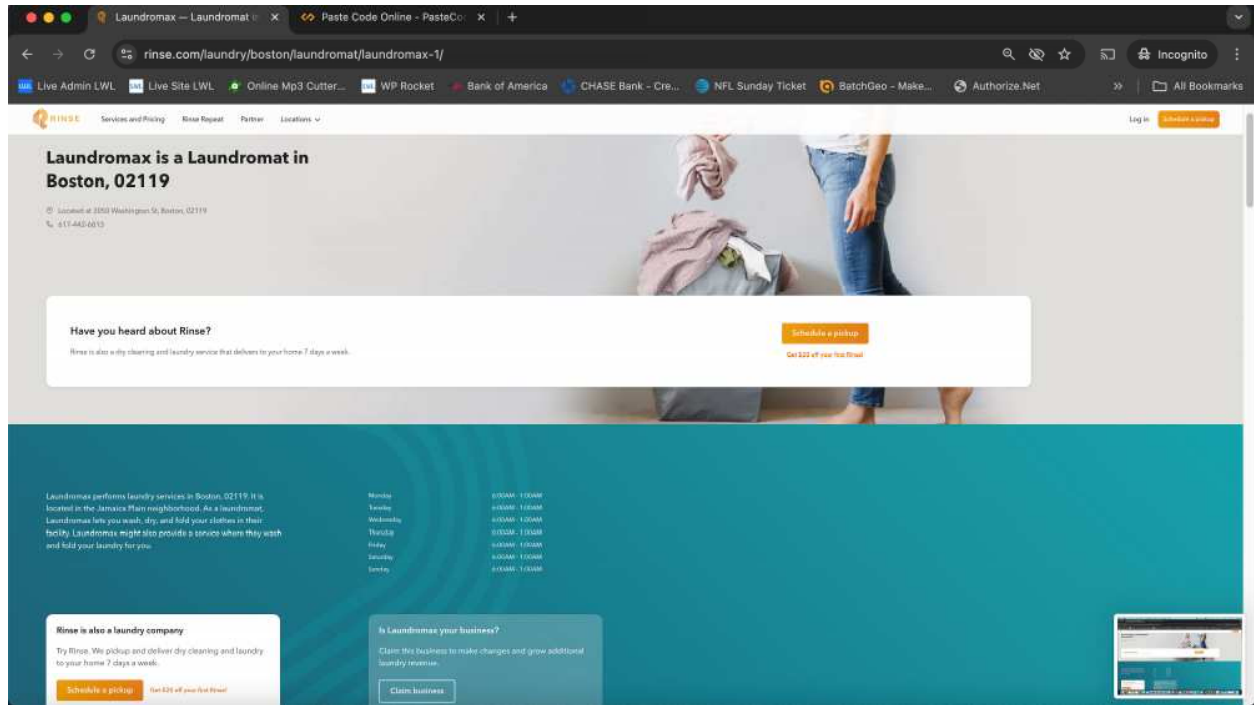 Laundromax — Laundromat i
Paste Code Online - PasteCo
rinse.com/laundry/boston/laundromat/laundromax-1/
Incognito
Live Admin LWL
Live Site LWL
Online Mp3 Cutter...
WP Rocket
Bank of America
CHASE Bank - Cre...
NFL Sunday Ticket
BatchGeo - Make...
Authorize.Net
»
All Bookmarks
RINSE
Services and Pricing
Rinse Repeat
Partner
Locations
Log in
Schedule a pickup
Laundromax is a Laundromat in
Boston, 02119
Located at Washington St, Boston, 02119
Have you heard about Rinse?
Rinse is also a dry cleaning and laundry service that delivers to your home 7 days a week.
Schedule a pickup
Get off your first Rinse!
Laundromax performs laundry services in Boston, 02119. It is
located in the Jamaica Plain neighborhood. As a laundromat,
Laundromax lets you wash, dry, and fold your clothes in their
facility. Laundromax might also provide a service where they wash
and fold your laundry for you.
Monday 6:00AM - 1:00AM
Tuesday 6:00AM - 1:00AM
Wednesday 6:00AM - 1:00AM
Thursday 6:00AM - 1:00AM
Friday 6:00AM - 1:00AM
Saturday 6:00AM - 1:00AM
Sunday 6:00AM - 1:00AM
Rinse is also a laundry company
Try Rinse. We pickup and deliver dry cleaning and laundry
to your home 7 days a week.
Schedule a pickup
Get off your first Rinse!
Is Laundromax your business?
Claim this business to make changes and grow additional
laundry revenue.
Claim business